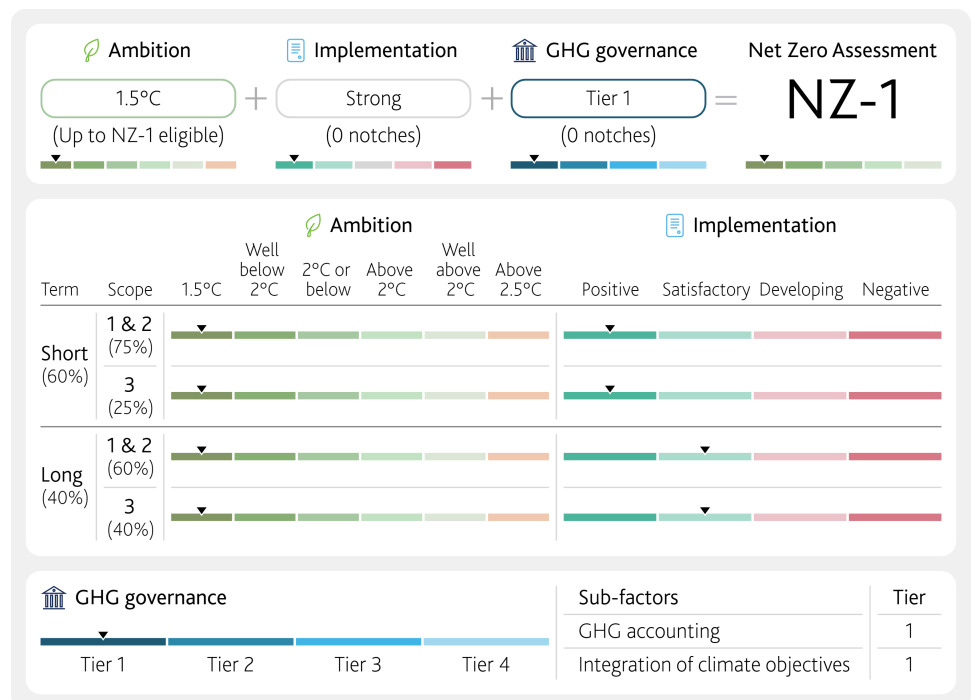 Ambition
Implementation
GHG governance
Net Zero Assessment
1.5°C
+
Strong
+
Tier 1
=
NZ-1
(Up to NZ-1 eligible)
(0 notches)
(0 notches)
Ambition
Implementation
Term
Scope
1.5°C
Well
below
2°C
2°C or
below
Above
2°C
Well
above
2°C
Above
2.5°C
Positive
Satisfactory
Developing
Negative
Short
(60%)
1 & 2
(75%)
3
(25%)
Long
(40%)
1 & 2
(60%)
3
(40%)
GHG governance
Tier 1
Tier 2
Tier 3
Tier 4
Sub-factors
Tier
GHG accounting
1
Integration of climate objectives
1